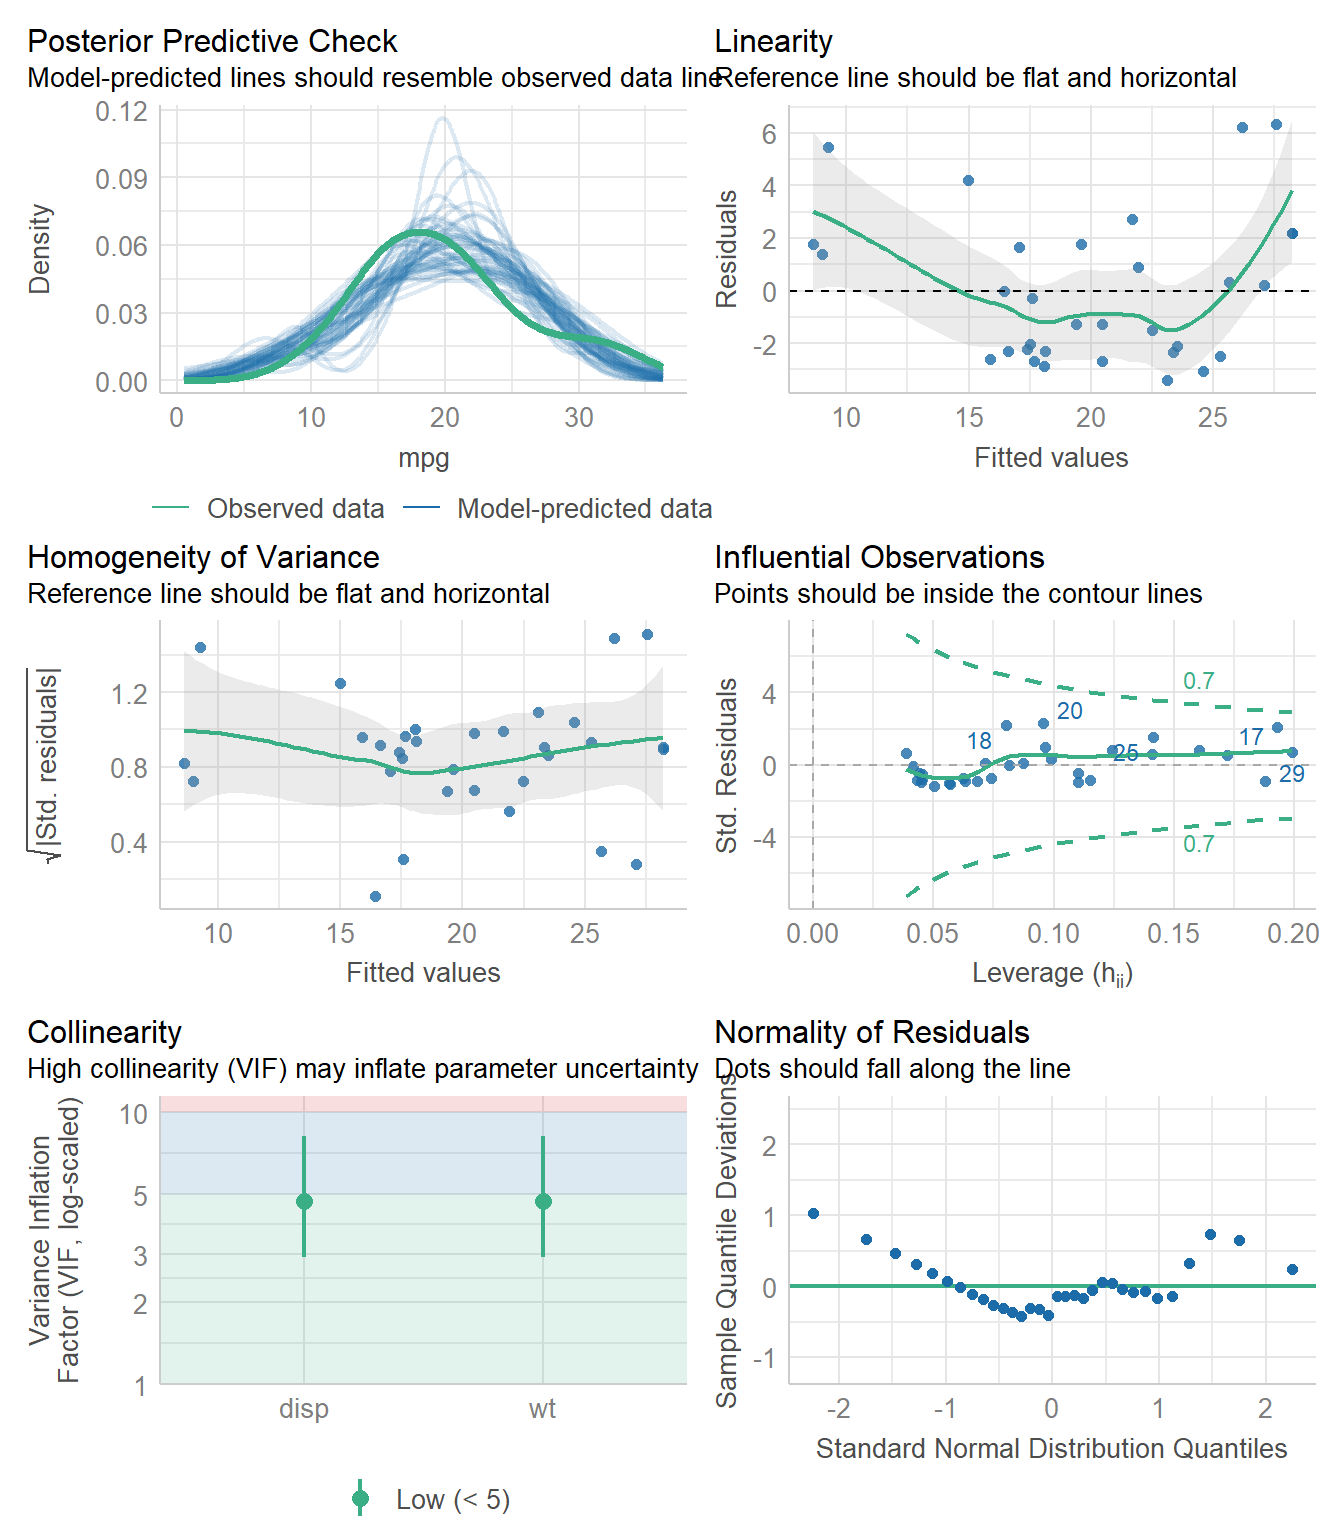 Posterior Predictive Check
Model-predicted lines should resemble observed data line
Density
0.12
0.09
0.06
0.03
0.00
0
10
20
30
mpg
Observed data
Model-predicted data
Linearity
Reference line should be flat and horizontal
Residuals
6
4
2
0
-2
10
15
20
25
Fitted values
Homogeneity of Variance
Reference line should be flat and horizontal
√|Std. residuals|
1.2
0.8
0.4
10
15
20
25
Fitted values
Influential Observations
Points should be inside the contour lines
Std. Residuals
4
0
-4
0.7
20
18
25
17
29
0.7
0.00
0.05
0.10
0.15
0.20
Leverage (hii)
Collinearity
High collinearity (VIF) may inflate parameter uncertainty
Variance Inflation
Factor (VIF, log-scaled)
10
5
3
2
1
disp
wt
Low (< 5)
Normality of Residuals
Dots should fall along the line
Sample Quantile Deviations
2
1
0
-1
-2
-1
0
1
2
Standard Normal Distribution Quantiles